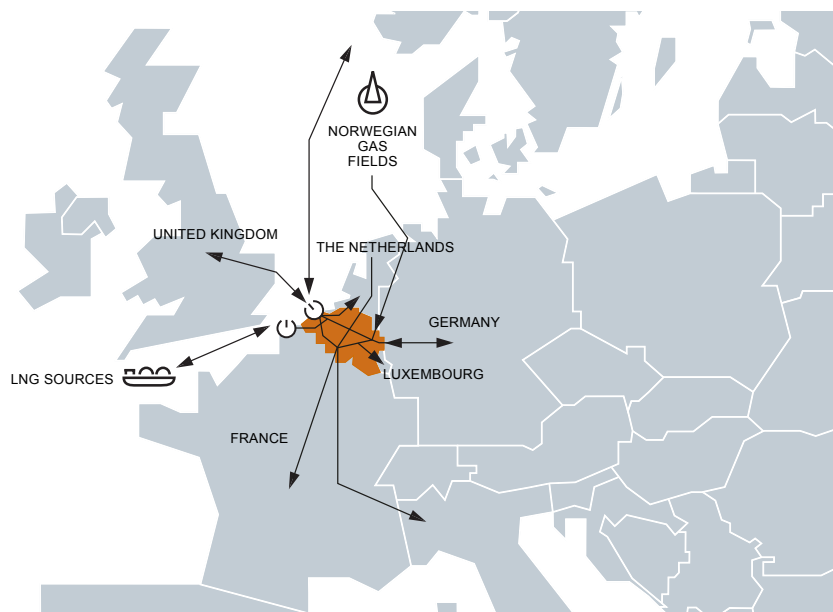 NORWEGIAN
GAS
FIELDS
UNITED KINGDOM
THE NETHERLANDS
GERMANY
LNG SOURCES
LUXEMBOURG
FRANCE